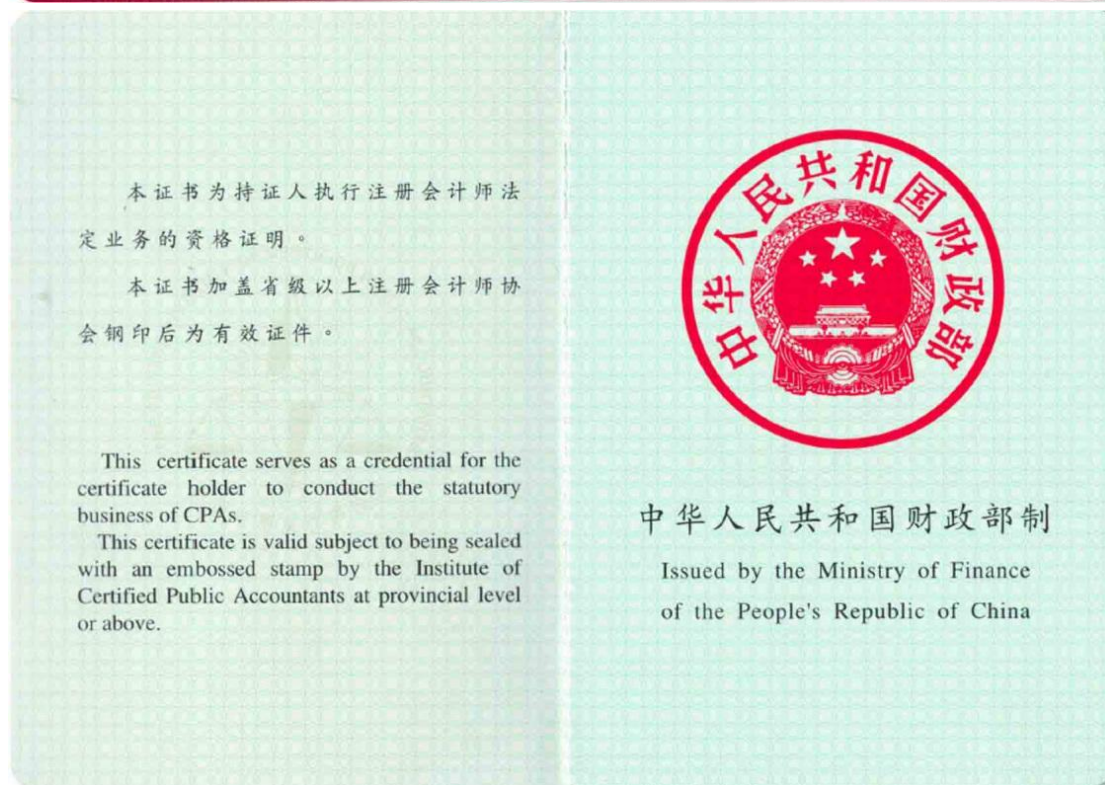 本证书为持证人执行注册会计师法
定业务的资格证明。
本证书加盖省级以上注册会计师协
会钢印后为有效证件。
This certificate serves as a credential for the
certificate holder to conduct the statutory
business of CPAs.
This certificate is valid subject to being sealed
with an embossed stamp by the Institute of
Certified Public Accountants at provincial level
or above.
中华人民共和国财政部
中华人民共和国财政部制
Issued by the Ministry of Finance
of the People's Republic of China